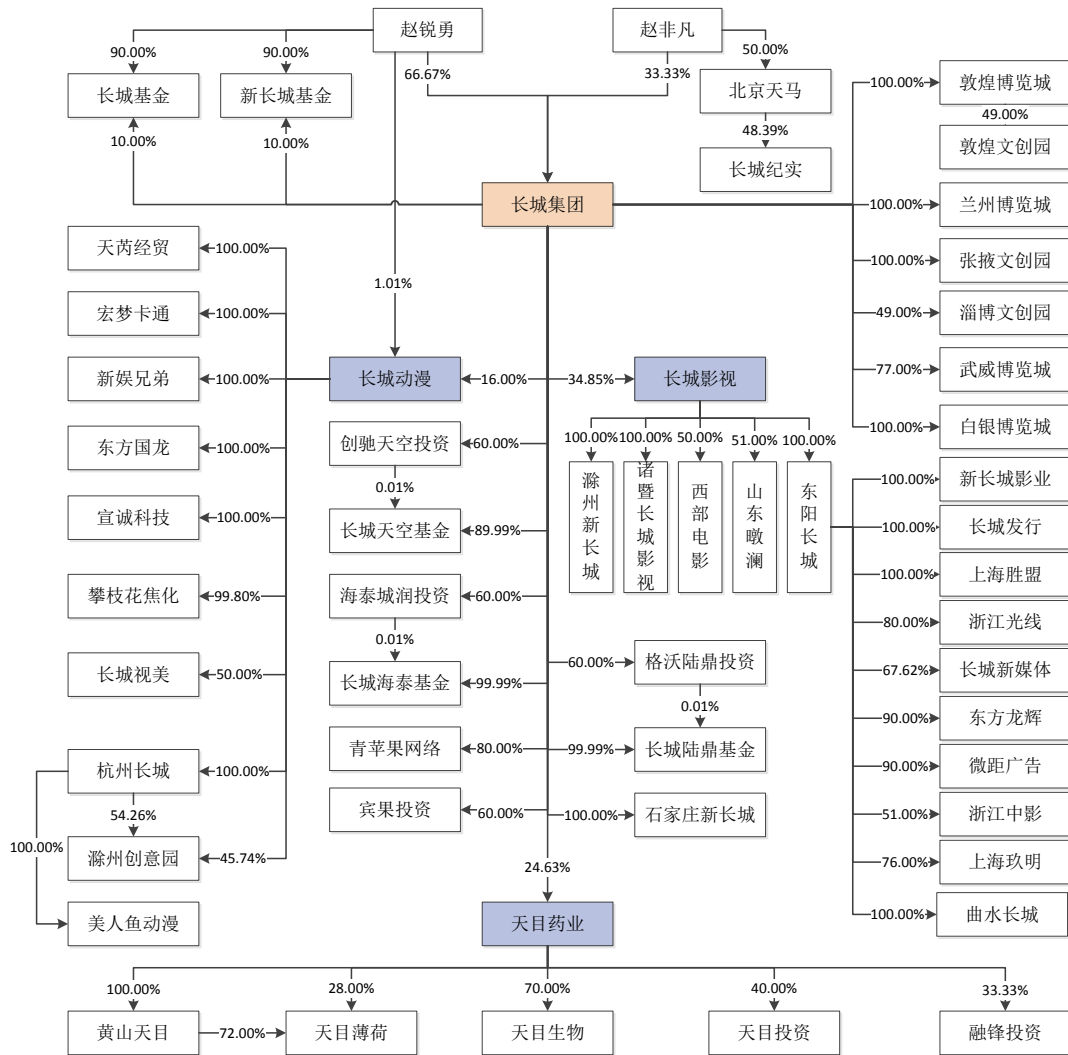 赵锐勇
赵非凡
90.00%
90.00%
66.67%
33.33%
50.00%
长城基金
新长城基金
北京天马
100.00%
敦煌博览城
49.00%
10.00%
10.00%
48.39%
敦煌文创园
长城纪实
长城集团
100.00%
兰州博览城
天芮经贸
100.00%
100.00%
张掖文创园
1.01%
宏梦卡通
100.00%
49.00%
淄博文创园
新娱兄弟
100.00%
长城动漫
16.00%
34.85%
长城影视
77.00%
武威博览城
东方国龙
100.00%
创驰天空投资
60.00%
100.00%
100.00%
50.00%
51.00%
100.00%
100.00%
白银博览城
0.01%
滁州新长城
诸暨长城影视
西部电影
山东暾澜
东阳长城
100.00%
新长城影业
宣诚科技
100.00%
长城天空基金
89.99%
100.00%
长城发行
100.00%
上海胜盟
攀枝花焦化
99.80%
海泰城润投资
60.00%
80.00%
浙江光线
0.01%
60.00%
格沃陆鼎投资
67.62%
长城新媒体
长城视美
50.00%
长城海泰基金
99.99%
0.01%
90.00%
东方龙辉
青苹果网络
80.00%
99.99%
长城陆鼎基金
杭州长城
100.00%
90.00%
微距广告
54.26%
宾果投资
60.00%
100.00%
石家庄新长城
51.00%
浙江中影
100.00%
滁州创意园
45.74%
24.63%
76.00%
上海玖明
美人鱼动漫
天目药业
100.00%
曲水长城
100.00%
28.00%
70.00%
40.00%
33.33%
黄山天目
72.00%
天目薄荷
天目生物
天目投资
融锋投资